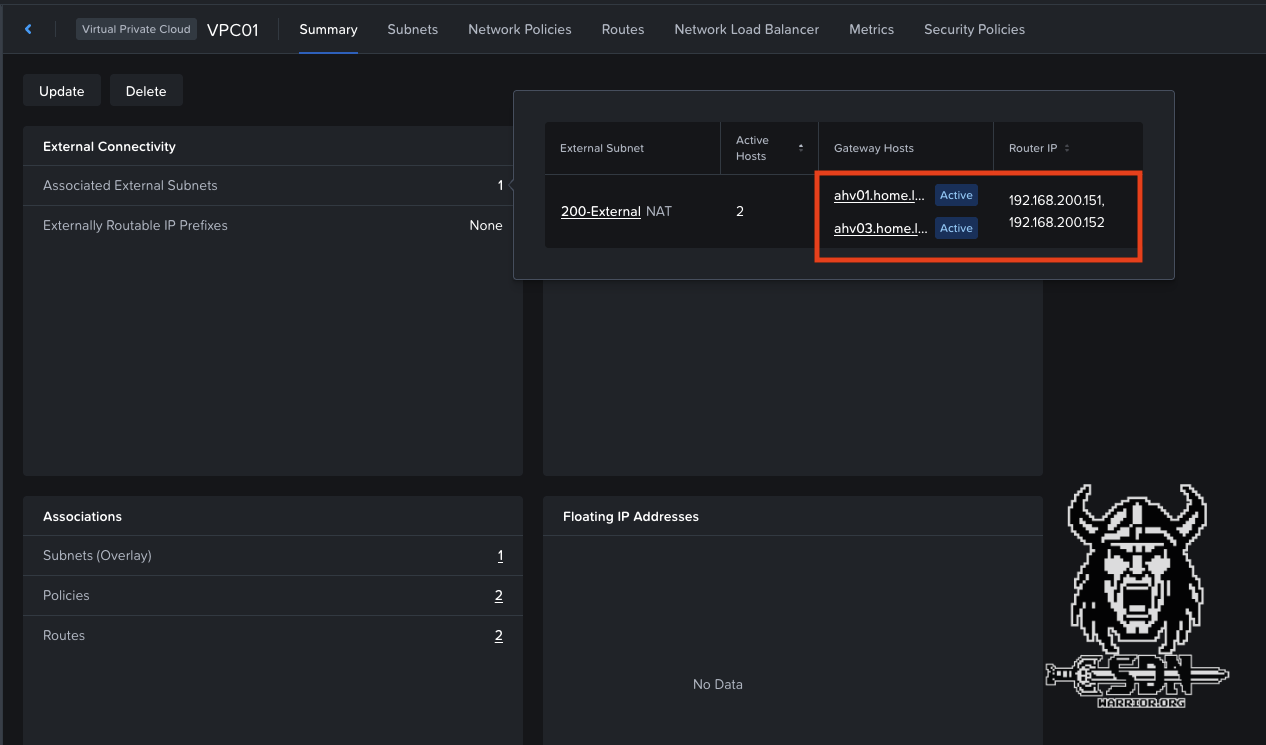 Virtual Private Cloud VPC01 Summary Subnets Network Policies Routes Network Load Balancer Metrics Security Policies
Update Delete
External Connectivity
Associated External Subnets 1
Externally Routable IP Prefixes None
External Subnet Active Hosts Gateway Hosts Router IP
200-External NAT 2
ahv01.home.l... Active
ahv03.home.l... Active
192.168.200.151,
192.168.200.152
Associations
Subnets (Overlay) 1
Policies 2
Routes 2
Floating IP Addresses
No Data
SDN
WARRIOR.ORG